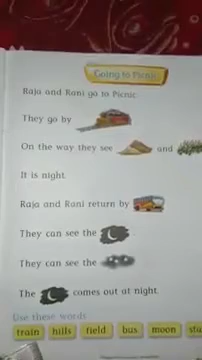 Going to Picnic
Raja and Rani go to Picnic.
They go by
On the way they see and
It is night.
Raja and Rani return by
They can see the
They can see the
The comes out at night.
Use these words
train hills field bus moon